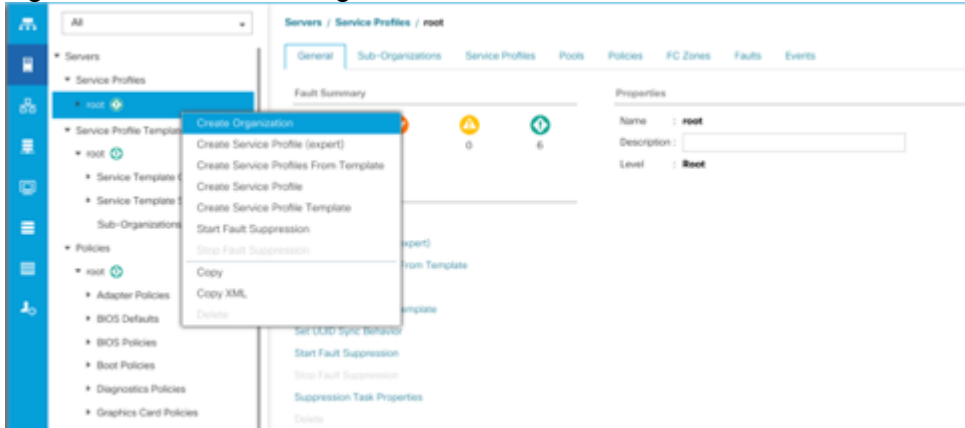 All
Servers / Service Profiles / root
Servers
General Sub-Organizations Service Profiles Pools Policies FC Zones Faults Events
Service Profiles
root
Fault Summary
Properties
Create Organization
Create Service Profile (expert)
Create Service Profiles From Template
Create Service Profile
Create Service Profile Template
Start Fault Suppression
Stop Fault Suppression
Copy
Copy XML
Delete
0 6
Name : root
Description :
Level : Root
Service Profile Templat
root
Service Template
Service Template
Sub-Organizations
Policies
root
Adapter Policies
BIOS Defaults
BIOS Policies
Boot Policies
Diagnostics Policies
Graphics Card Policies
xpert)
From Template
emplate
Set UUID Sync Behavior
Start Fault Suppression
Stop Fault Suppression
Suppression Task Properties
Delete